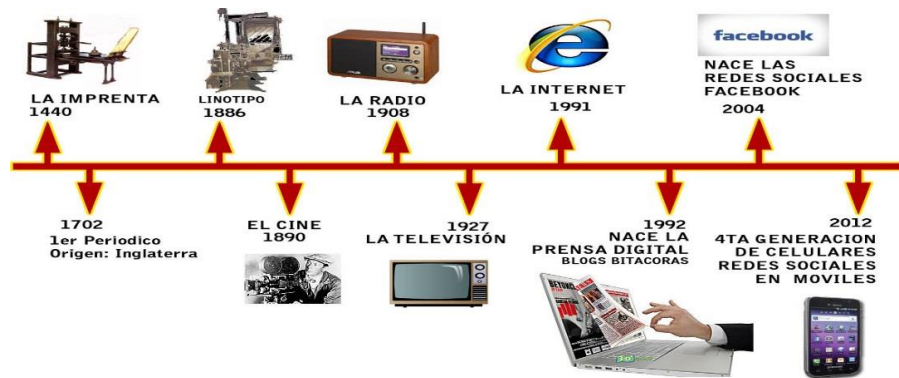 LA IMPRENTA
1440
LINOTIPO
1886
LA RADIO
1908
LA INTERNET
1991
facebook
NACE LAS
REDES SOCIALES
FACEBOOK
2004
1702
1er Periodico
Origen: Inglaterra
EL CINE
1890
1927
LA TELEVISIÓN
1992
NACE LA
PRENSA DIGITAL
BLOGS BITACORAS
2012
4TA GENERACION
DE CELULARES
REDES SOCIALES
EN MOVILES